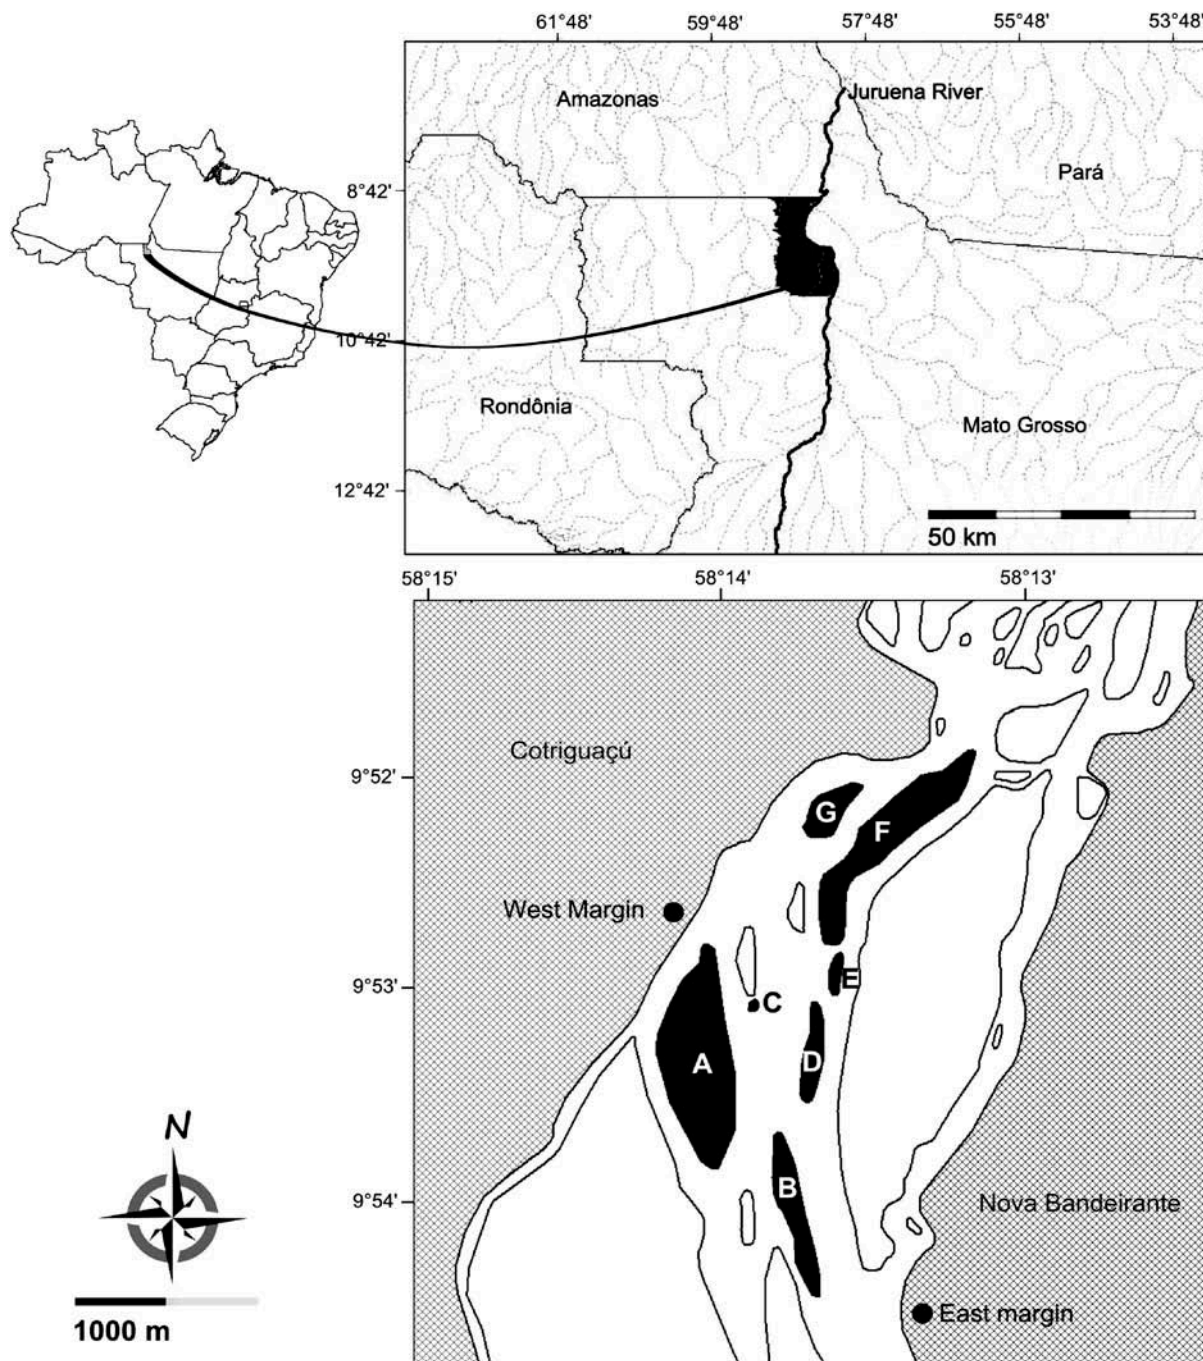 61°48' 59°48' 57°48' 55°48' 53°48'
Amazonas
Juruena River
Pará
8°42'
10°42'
Rondônia
Mato Grosso
12°42'
50 km
58°15' 58°14' 58°13'
Cotriguaçú
9°52'
G
F
West Margin
9°53'
E
C
A
D
N
B
9°54'
Nova Bandeirante
East margin
1000 m